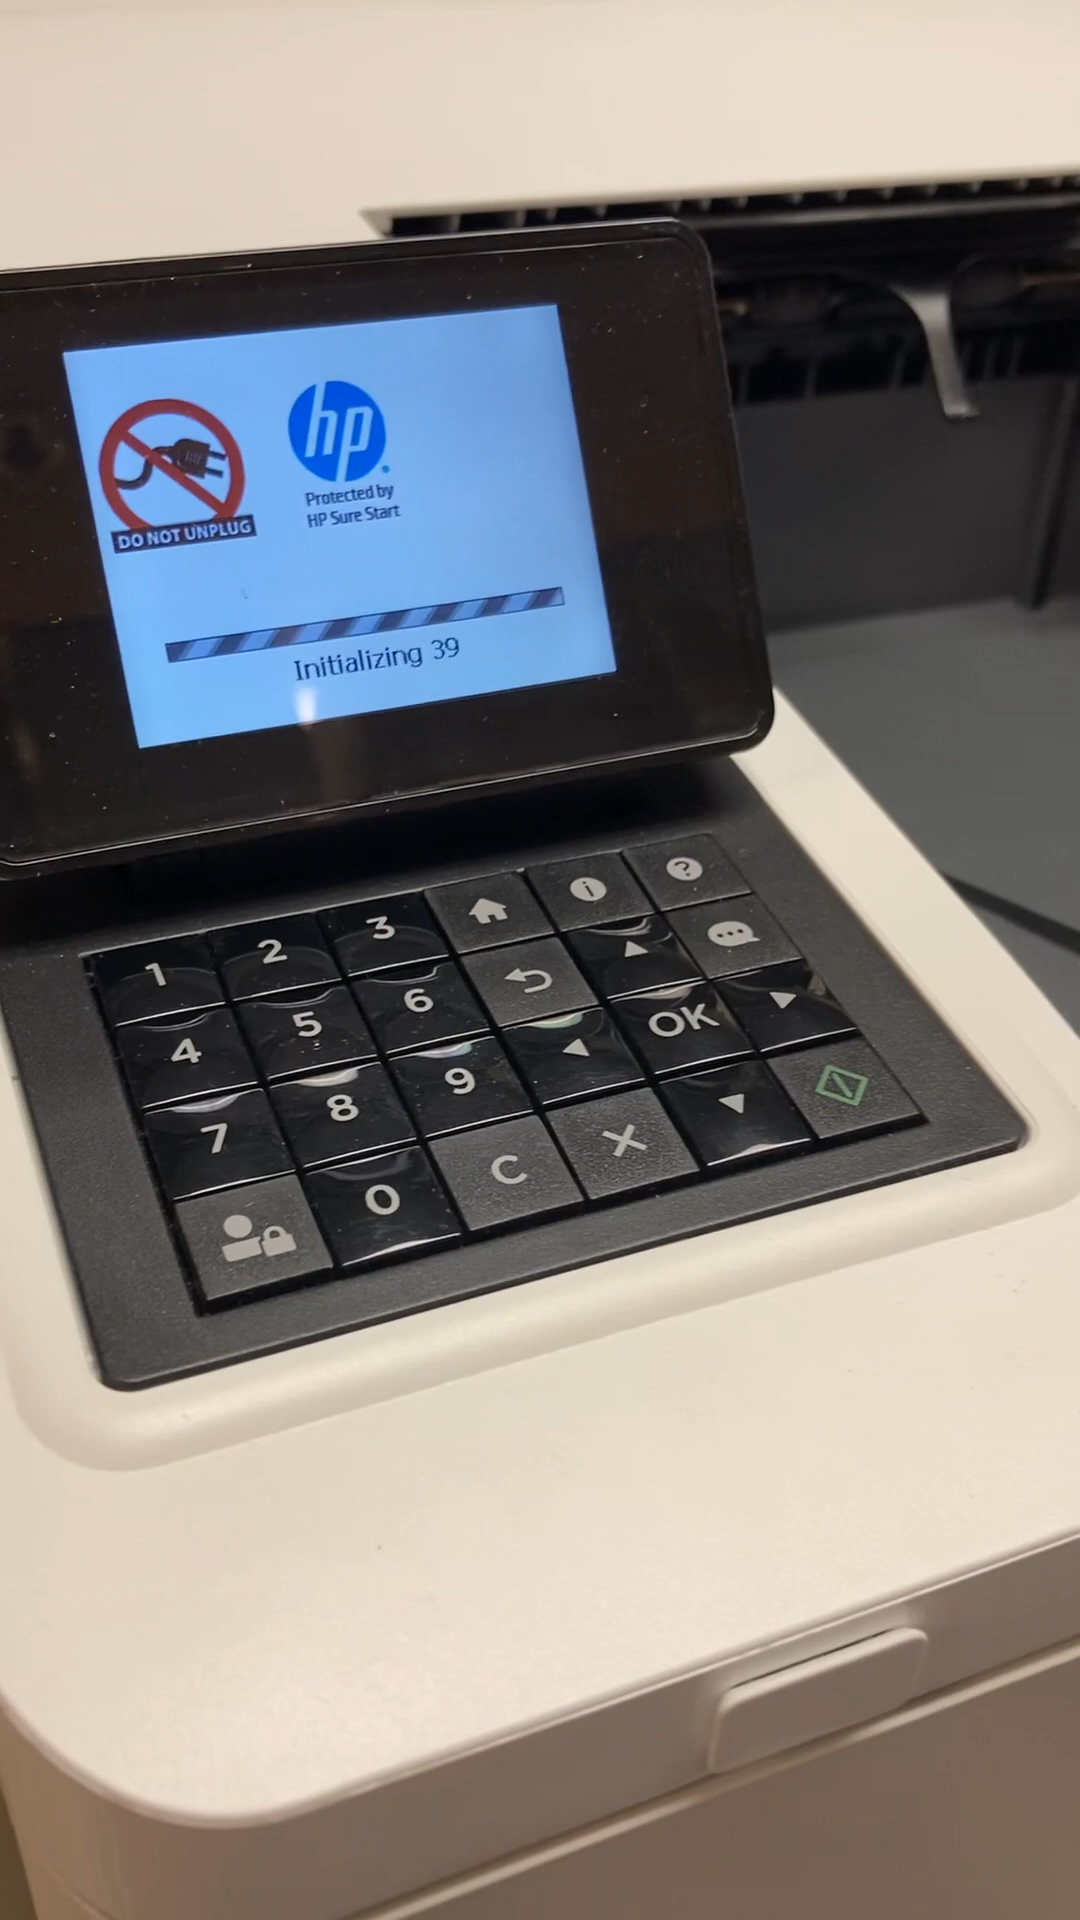 hp
Protected by
HP Sure Start
DO NOT UNPLUG
Initializing 39
1
2
3
i
?
4
5
6
OK
7
8
9
0
C
X